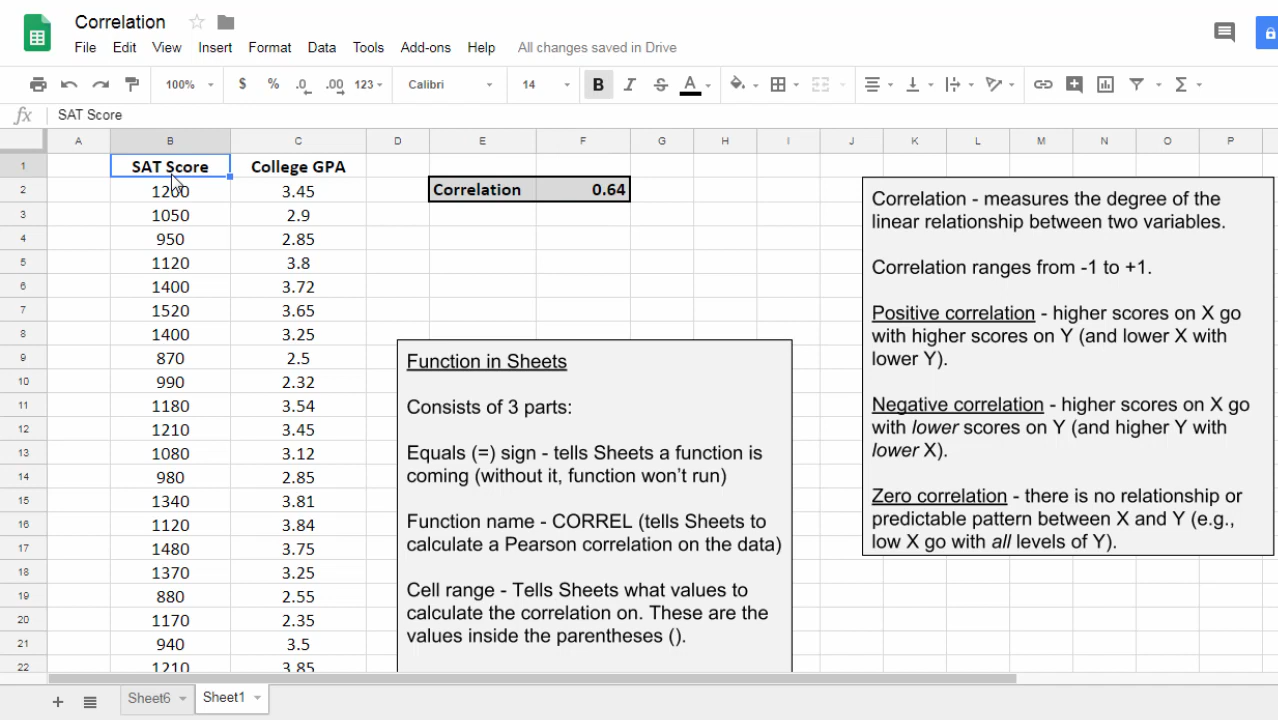 Correlation
File Edit View Insert Format Data Tools Add-ons Help All changes saved in Drive
100% $ % .0 .00 123 Calibri 14 B I S A Σ
fx SAT Score
A B C D E F G H I J K L M N O P
1 SAT Score College GPA
2 1200 3.45 Correlation 0.64
3 1050 2.9
4 950 2.85
5 1120 3.8
6 1400 3.72
7 1520 3.65
8 1400 3.25
9 870 2.5
10 990 2.32
11 1180 3.54
12 1210 3.45
13 1080 3.12
14 980 2.85
15 1340 3.81
16 1120 3.84
17 1480 3.75
18 1370 3.25
19 880 2.55
20 1170 2.35
21 940 3.5
22 1210 3.85
Function in Sheets
Consists of 3 parts:
Equals (=) sign - tells Sheets a function is
coming (without it, function won't run)
Function name - CORREL (tells Sheets to
calculate a Pearson correlation on the data)
Cell range - Tells Sheets what values to
calculate the correlation on. These are the
values inside the parentheses ().
Correlation - measures the degree of the
linear relationship between two variables.
Correlation ranges from -1 to +1.
Positive correlation - higher scores on X go
with higher scores on Y (and lower X with
lower Y).
Negative correlation - higher scores on X go
with lower scores on Y (and higher Y with
lower X).
Zero correlation - there is no relationship or
predictable pattern between X and Y (e.g.,
low X go with all levels of Y).
Sheet6 Sheet1